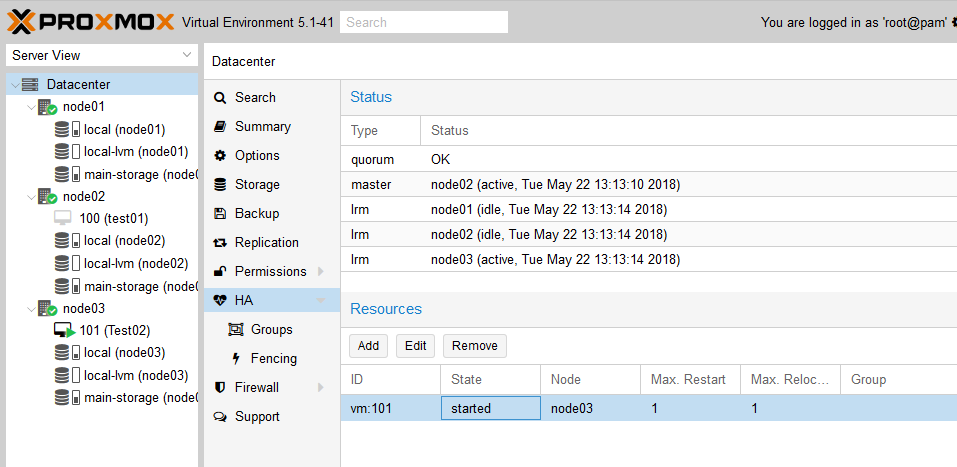 PROXMOX Virtual Environment 5.1-41 Search You are logged in as 'root@pam'
Server View
Datacenter
node01
local (node01)
local-lvm (node01)
main-storage (node0
node02
100 (test01)
local (node02)
local-lvm (node02)
main-storage (node0
node03
101 (Test02)
local (node03)
local-lvm (node03)
main-storage (node0
Datacenter
Search
Summary
Options
Storage
Backup
Replication
Permissions
HA
Groups
Fencing
Firewall
Support
Status
Type Status
quorum OK
master node02 (active, Tue May 22 13:13:10 2018)
lrm node01 (idle, Tue May 22 13:13:14 2018)
lrm node02 (idle, Tue May 22 13:13:14 2018)
lrm node03 (active, Tue May 22 13:13:14 2018)
Resources
Add Edit Remove
ID State Node Max. Restart Max. Reloc... Group
vm:101 started node03 1 1